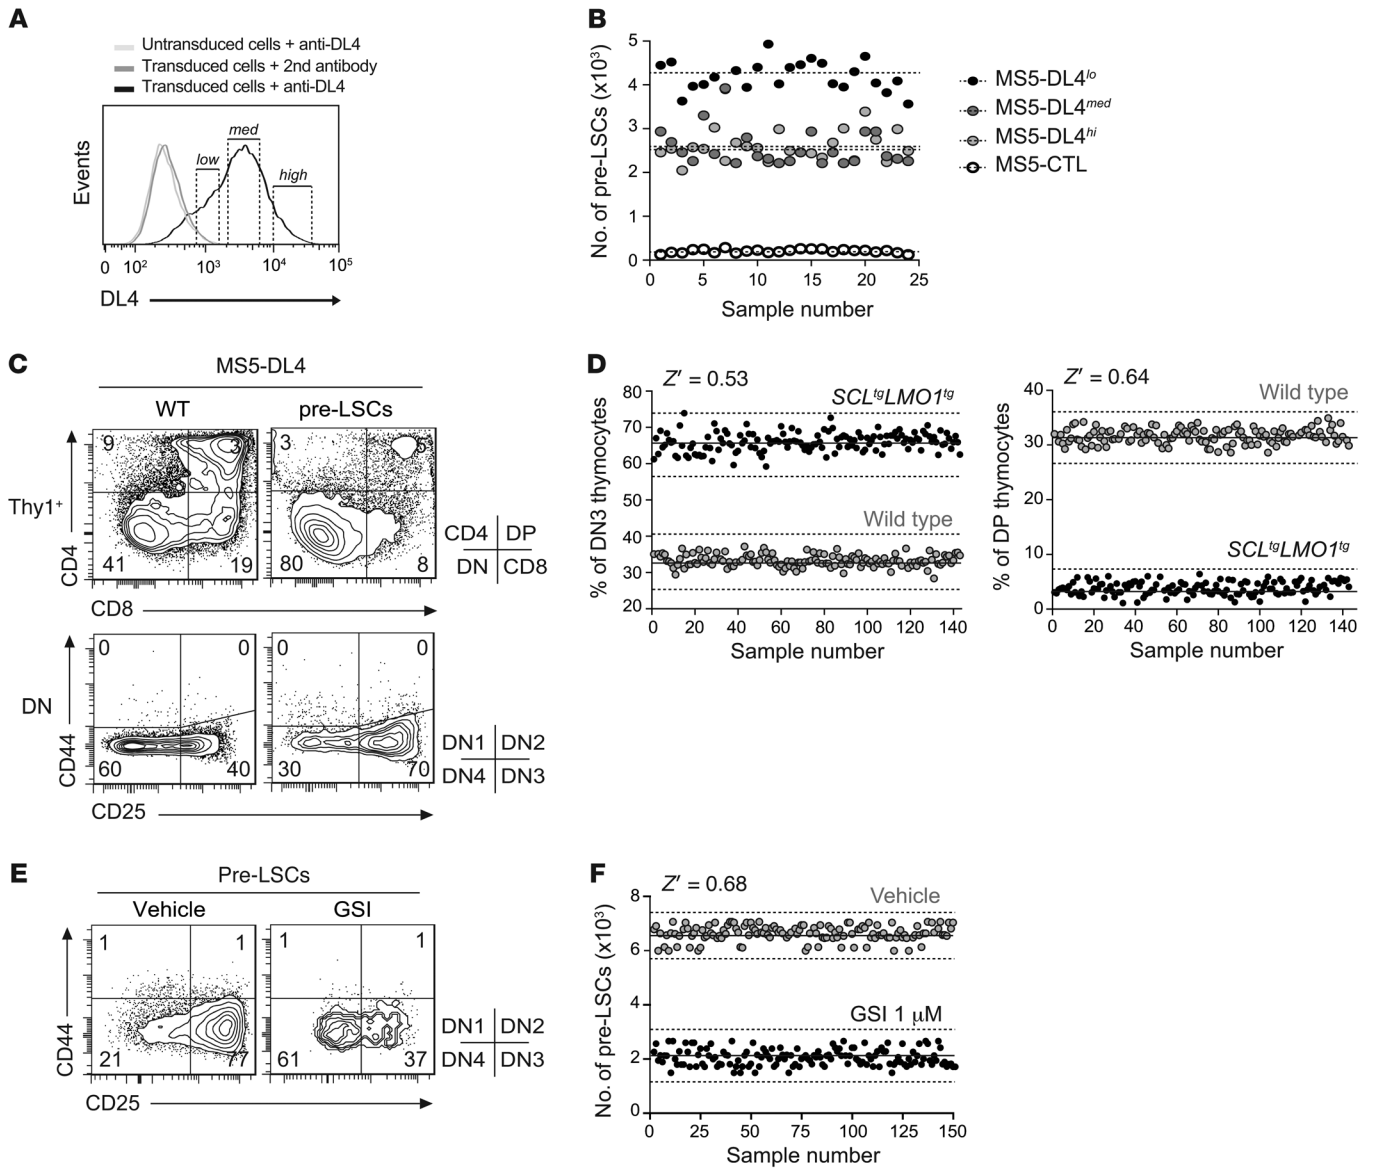 A
Untransduced cells + anti-DL4
Transduced cells + 2nd antibody
Transduced cells + anti-DL4
Events
low
med
high
0 10² 10³ 10⁴ 10⁵
DL4
B
No. of pre-LSCs (x10³)
5
4
3
2
1
0
0 5 10 15 20 25
Sample number
MS5-DL4ˡᵒ
MS5-DL4ᵐᵉᵈ
MS5-DL4ʰⁱ
MS5-CTL
C
MS5-DL4
WT pre-LSCs
Thy1⁺
CD4
9 3 3 5
41 19 80 8
CD8
CD4 DP
DN CD8
DN
CD44
0 0 0 0
60 40 30 70
CD25
DN1 DN2
DN4 DN3
D
Z' = 0.53
% of DN3 thymocytes
80
70
60
50
40
30
20
SCLᵗᵍLMO1ᵗᵍ
Wild type
0 20 40 60 80 100 120 140
Sample number
Z' = 0.64
% of DP thymocytes
40
30
20
10
0
Wild type
SCLᵗᵍLMO1ᵗᵍ
0 20 40 60 80 100 120 140
Sample number
E
Pre-LSCs
Vehicle GSI
CD44
1 1 1 1
21 77 61 37
CD25
DN1 DN2
DN4 DN3
F
Z' = 0.68
No. of pre-LSCs (x10³)
8
6
4
2
0
Vehicle
GSI 1 µM
0 25 50 75 100 125 150
Sample number